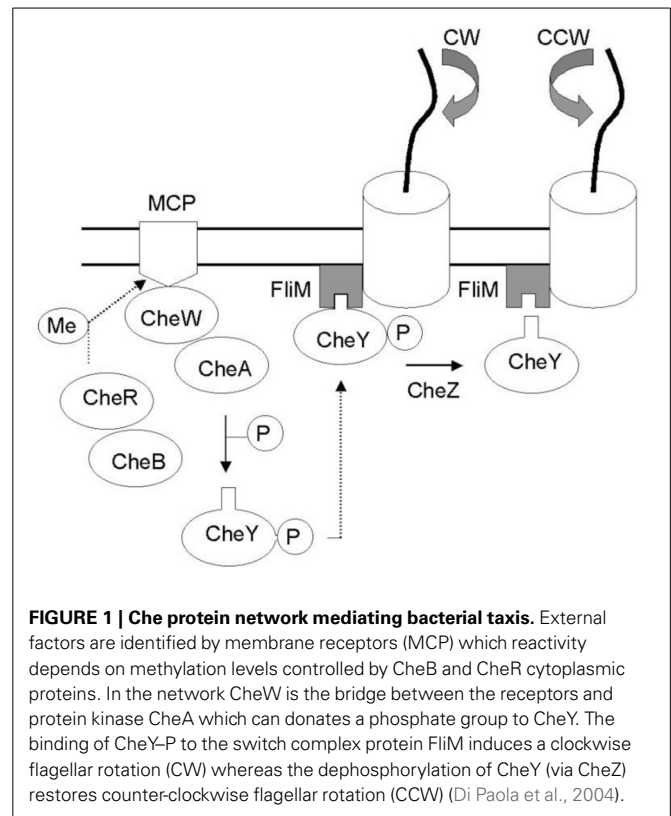 CW
CCW
MCP
FliM
FliM
Me
CheW
CheY
P
CheY
CheA
CheZ
CheR
P
CheB
CheY
P
FIGURE 1 | Che protein network mediating bacterial taxis. External
factors are identified by membrane receptors (MCP) which reactivity
depends on methylation levels controlled by CheB and CheR cytoplasmic
proteins. In the network CheW is the bridge between the receptors and
protein kinase CheA which can donates a phosphate group to CheY. The
binding of CheY–P to the switch complex protein FliM induces a clockwise
flagellar rotation (CW) whereas the dephosphorylation of CheY (via CheZ)
restores counter-clockwise flagellar rotation (CCW) (Di Paola et al., 2004).